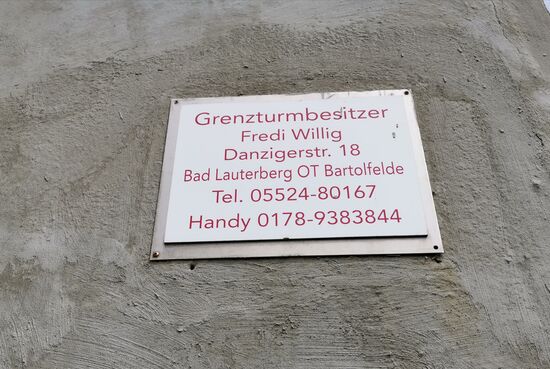 Grenzturmbesitzer
Fredi Willig
Danzigerstr. 18
Bad Lauterberg OT Bartolfelde
Tel. 05524-80167
Handy 0178-9383844